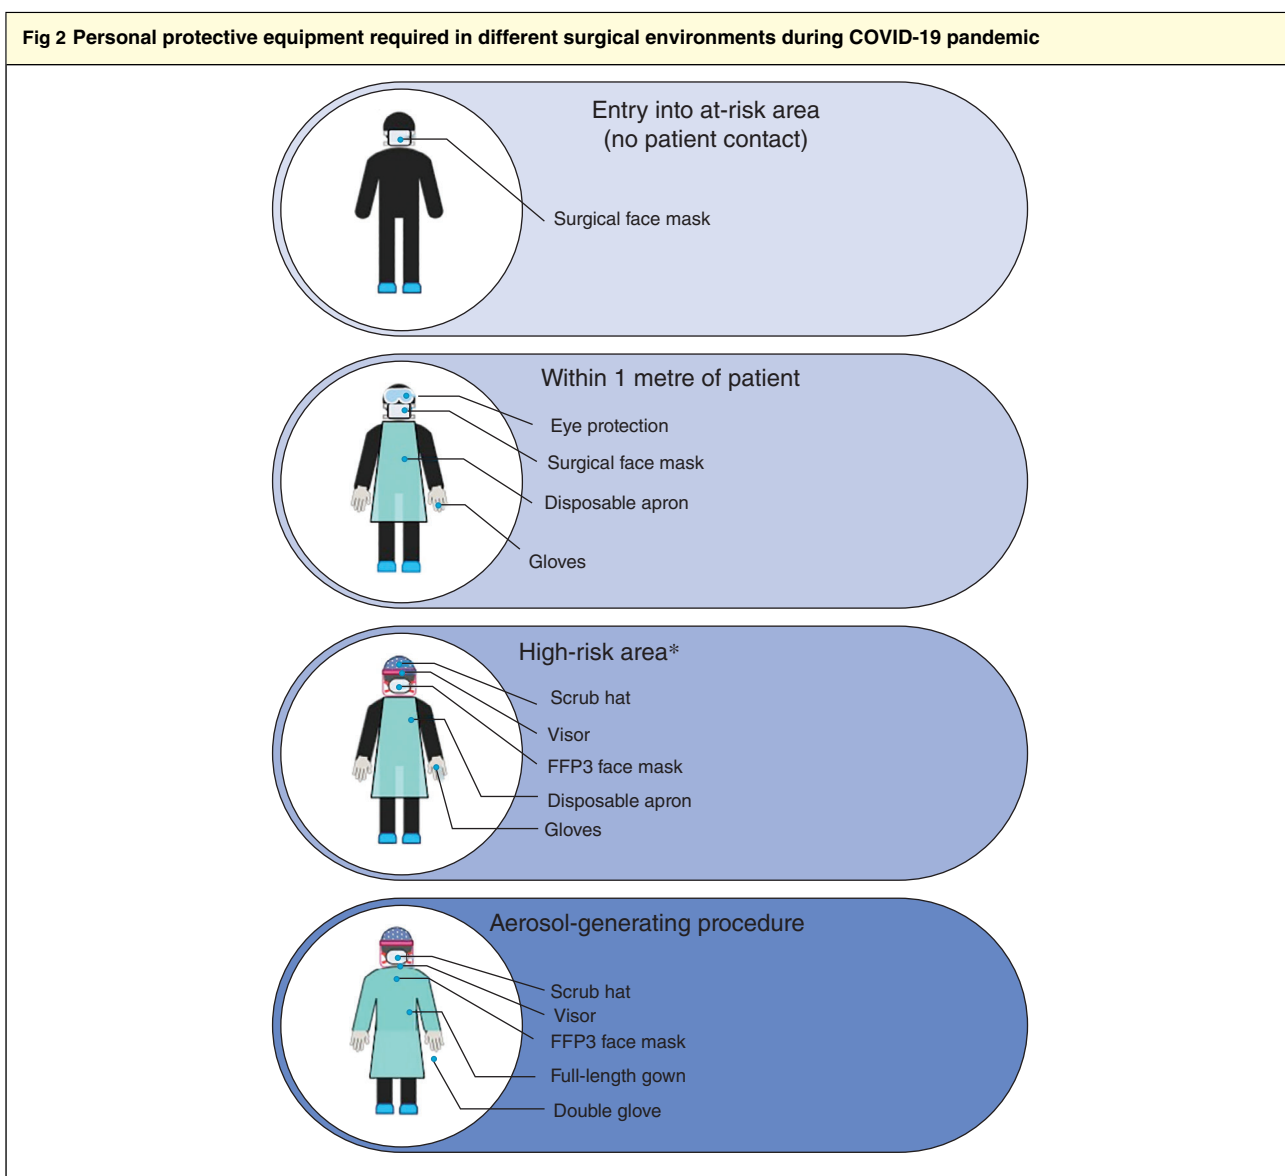 Fig 2 Personal protective equipment required in different surgical environments during COVID-19 pandemic
Entry into at-risk area
(no patient contact)
Surgical face mask
Within 1 metre of patient
Eye protection
Surgical face mask
Disposable apron
Gloves
High-risk area*
Scrub hat
Visor
FFP3 face mask
Disposable apron
Gloves
Aerosol-generating procedure
Scrub hat
Visor
FFP3 face mask
Full-length gown
Double glove